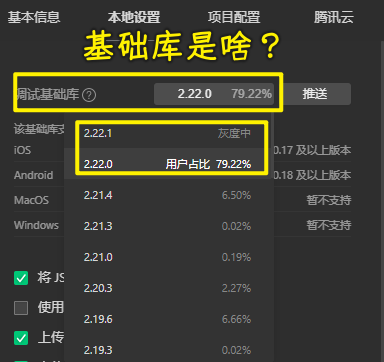 基本信息 本地设置 项目配置 腾讯云
基础库是啥？
调试基础库 ? 2.22.0 79.22% 推送
该基础库支
2.22.1 灰度中
iOS 0.17 及以上版本
2.22.0 用户占比 79.22%
Android 0.18 及以上版本
2.21.4 6.50%
MacOS 暂不支持
2.21.3 0.02%
Windows 暂不支持
2.21.0 0.19%
将 JS
2.20.3 2.27%
使用
2.19.6 6.66%
上传
2.19.3 0.02%